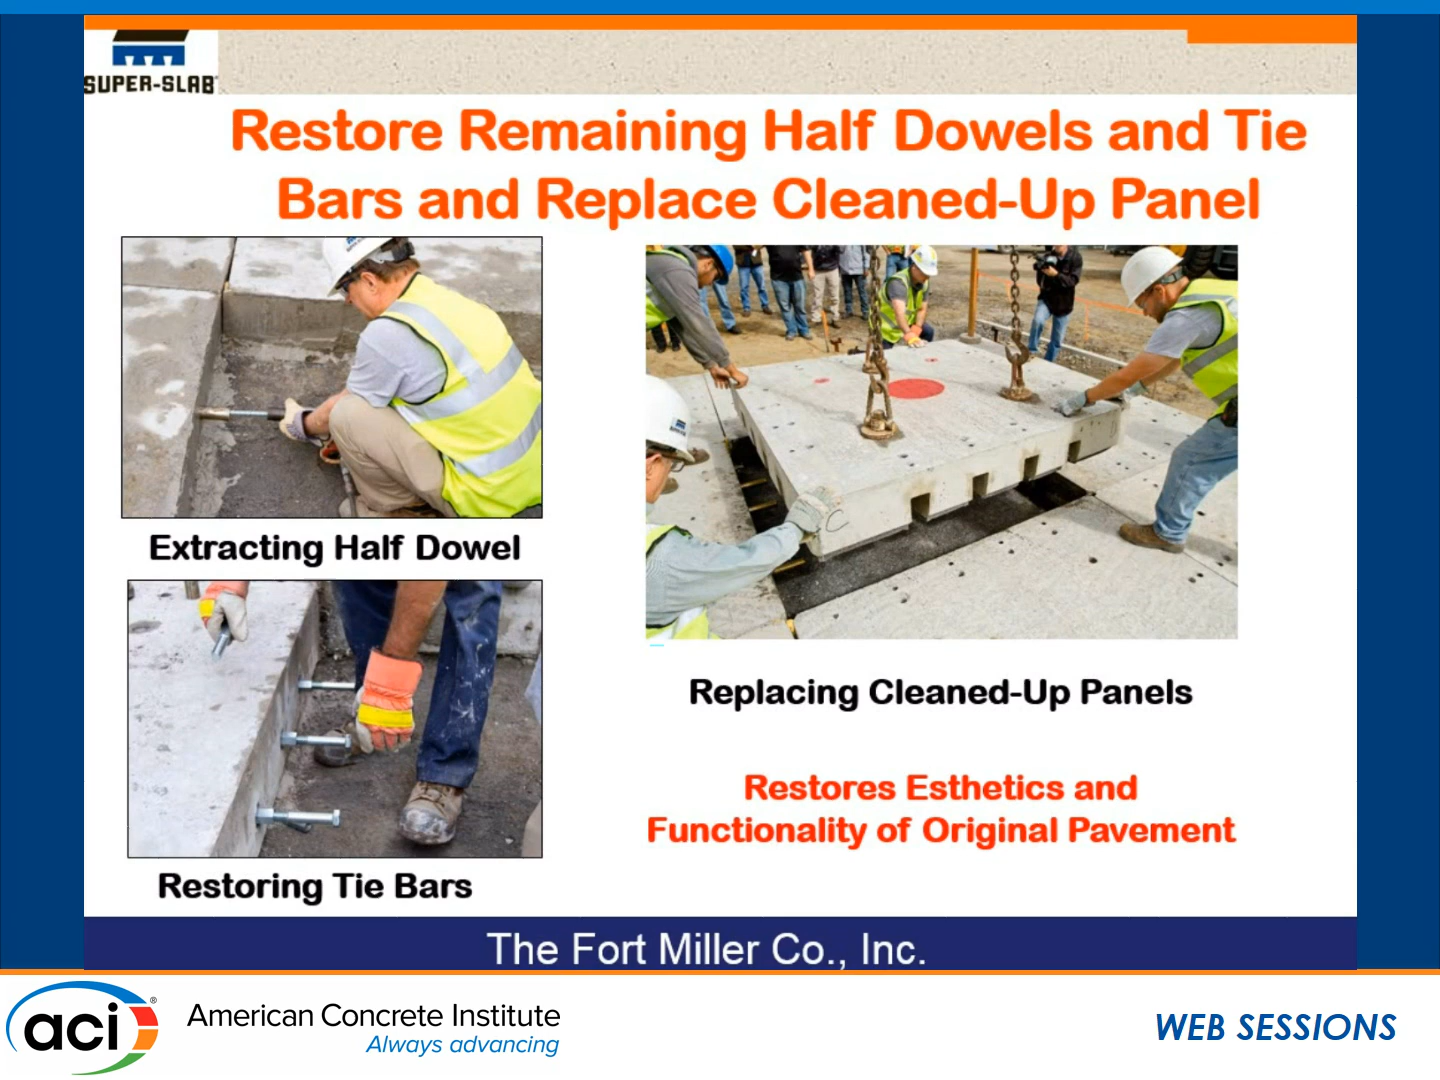 SUPER-SLAB
Restore Remaining Half Dowels and Tie
Bars and Replace Cleaned-Up Panel
Extracting Half Dowel
Restoring Tie Bars
Replacing Cleaned-Up Panels
Restores Esthetics and
Functionality of Original Pavement
The Fort Miller Co., Inc.
aci®
American Concrete Institute
Always advancing
WEB SESSIONS